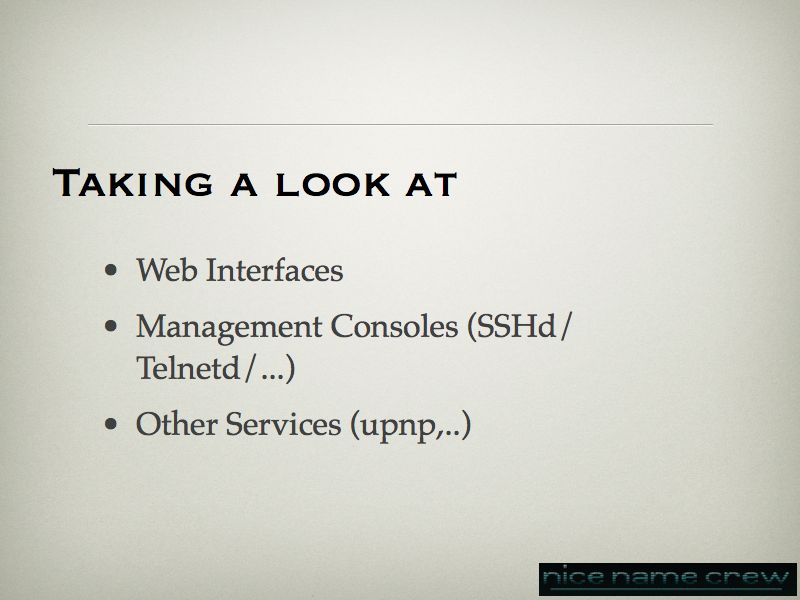 Taking a look at
• Web Interfaces
• Management Consoles (SSHd/
Telnetd/...)
• Other Services (upnp,..)
nice name crew